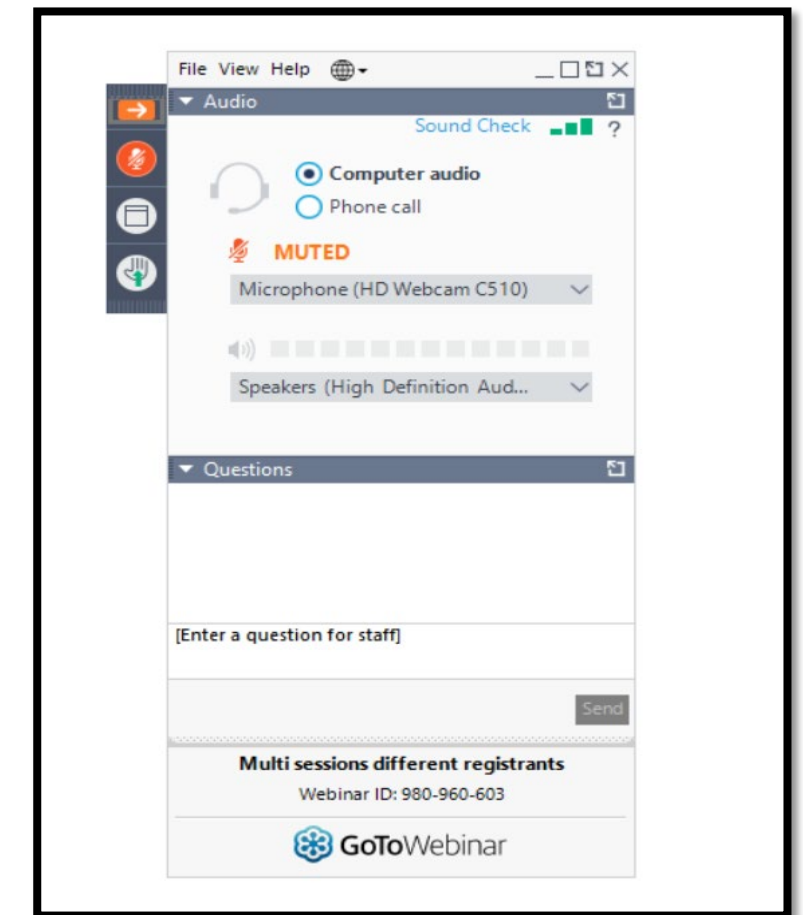 File View Help
Audio
Sound Check ?
Computer audio
Phone call
MUTED
Microphone (HD Webcam C510)
Speakers (High Definition Aud...
Questions
[Enter a question for staff]
Send
Multi sessions different registrants
Webinar ID: 980-960-603
GoToWebinar